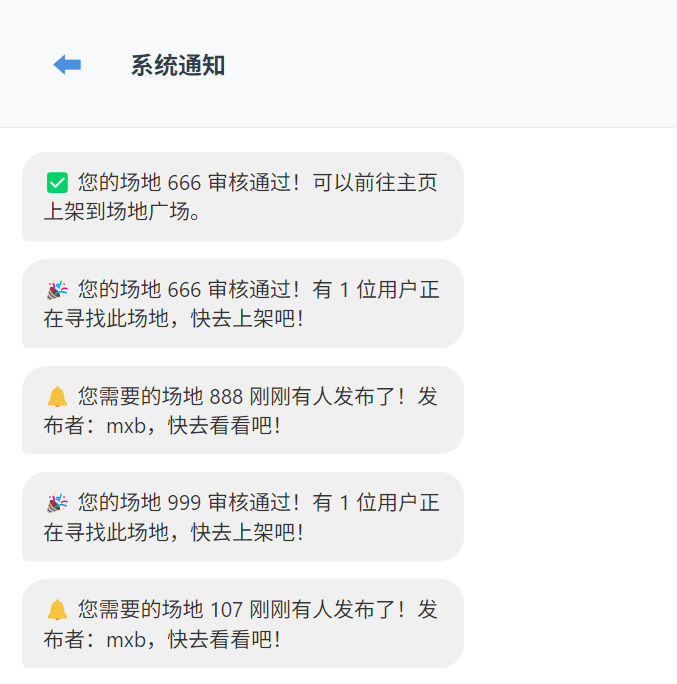 系统通知
✅ 您的场地 666 审核通过！可以前往主页
上架到场地广场。
🎉 您的场地 666 审核通过！有 1 位用户正
在寻找此场地，快去上架吧！
🔔 您需要的场地 888 刚刚有人发布了！发
布者：mxb，快去看看吧！
🎉 您的场地 999 审核通过！有 1 位用户正
在寻找此场地，快去上架吧！
🔔 您需要的场地 107 刚刚有人发布了！发
布者：mxb，快去看看吧！